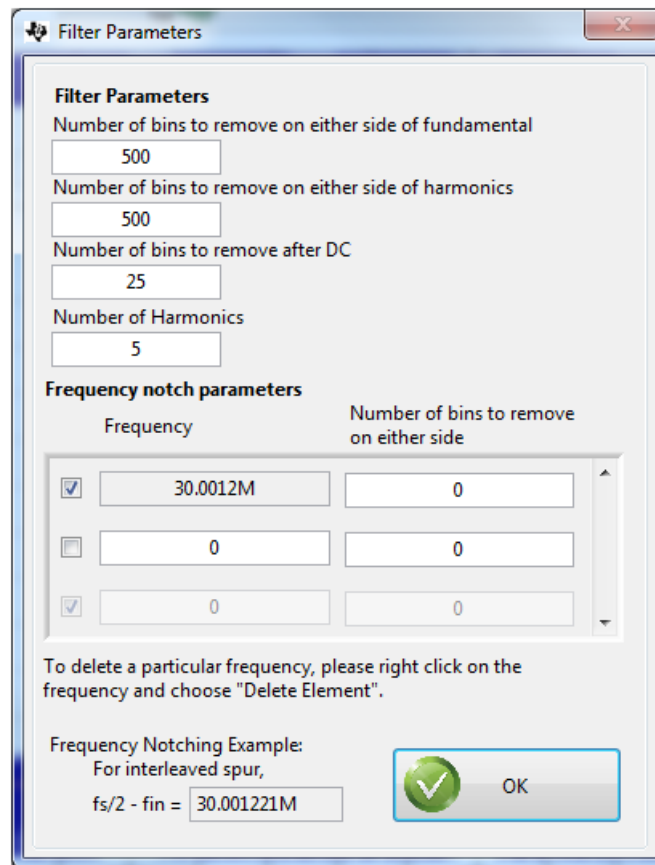 Filter Parameters
Filter Parameters
Number of bins to remove on either side of fundamental
500
Number of bins to remove on either side of harmonics
500
Number of bins to remove after DC
25
Number of Harmonics
5
Frequency notch parameters
Frequency
Number of bins to remove
on either side
30.0012M
0
0
0
0
0
To delete a particular frequency, please right click on the
frequency and choose "Delete Element".
Frequency Notching Example:
For interleaved spur,
fs/2 - fin = 30.001221M
OK